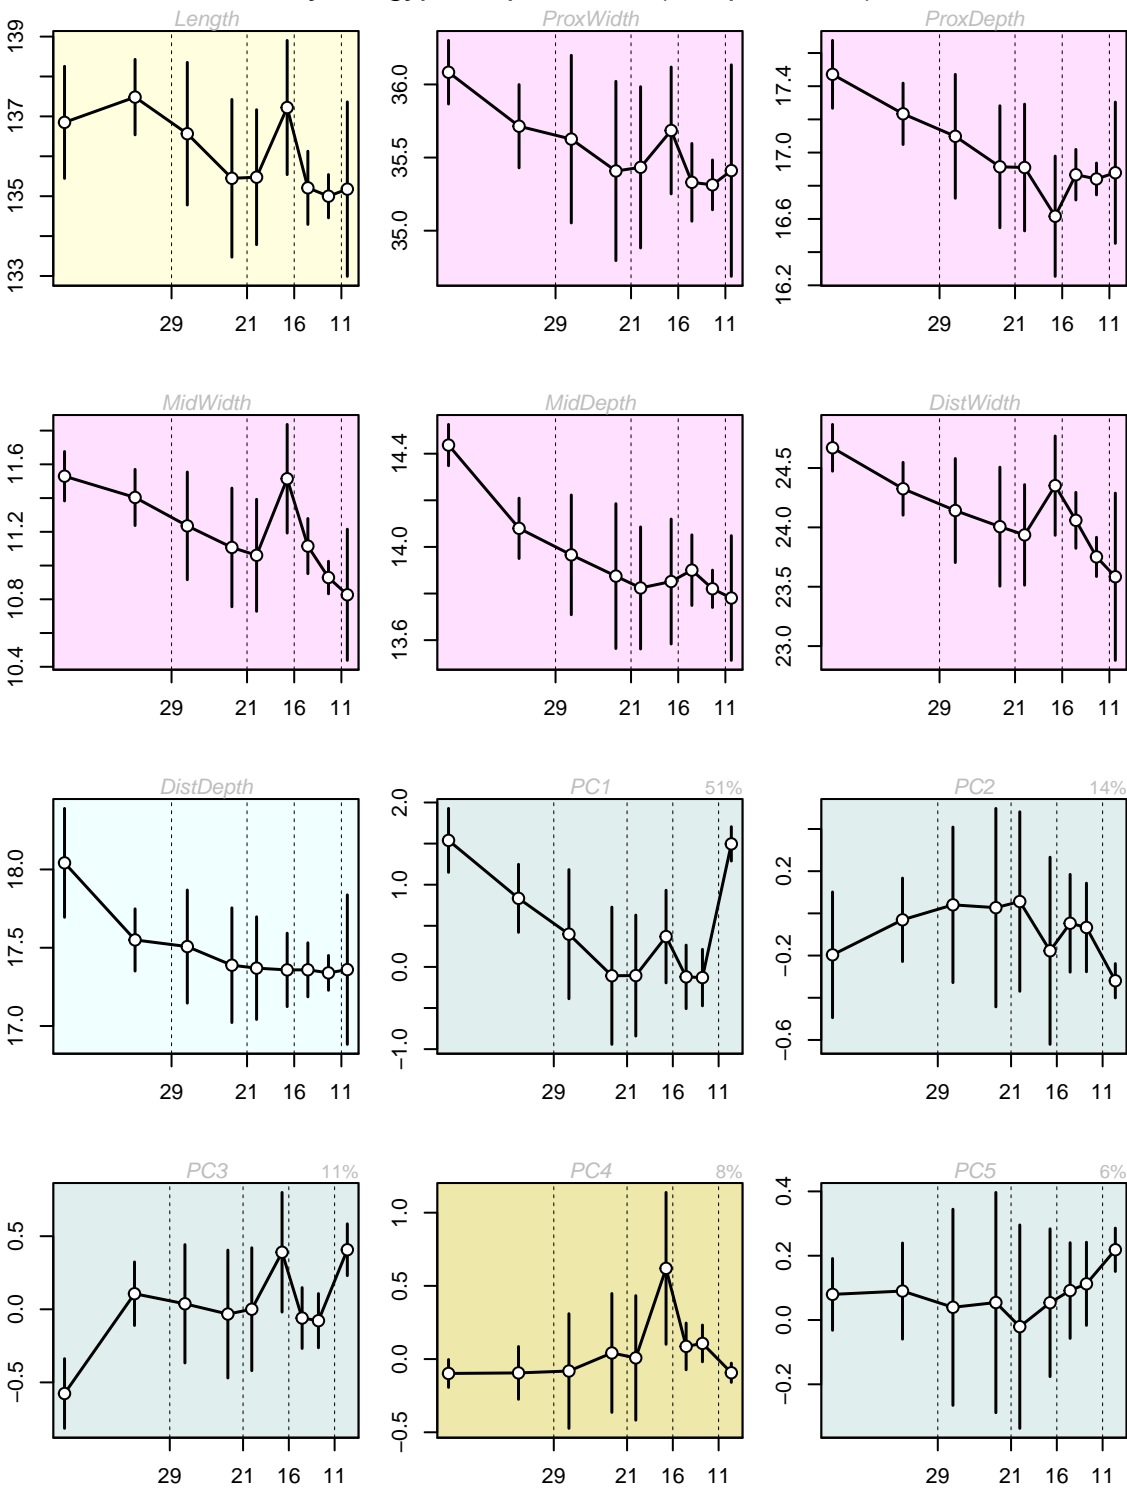 Length ProxWidth ProxDepth
139 137 135 133
36.0 35.5 35.0
17.4 17.0 16.6 16.2
29 21 16 11 29 21 16 11 29 21 16 11
MidWidth MidDepth DistWidth
11.6 11.2 10.8 10.4
14.4 14.0 13.6
24.5 24.0 23.5 23.0
29 21 16 11 29 21 16 11 29 21 16 11
DistDepth PC1 51% PC2 14%
18.0 17.5 17.0
2.0 1.0 0.0 −1.0
0.2 −0.2 −0.6
29 21 16 11 29 21 16 11 29 21 16 11
PC3 11% PC4 8% PC5 6%
0.5 0.0 −0.5
1.0 0.5 0.0 −0.5
0.4 0.2 0.0 −0.2
29 21 16 11 29 21 16 11 29 21 16 11